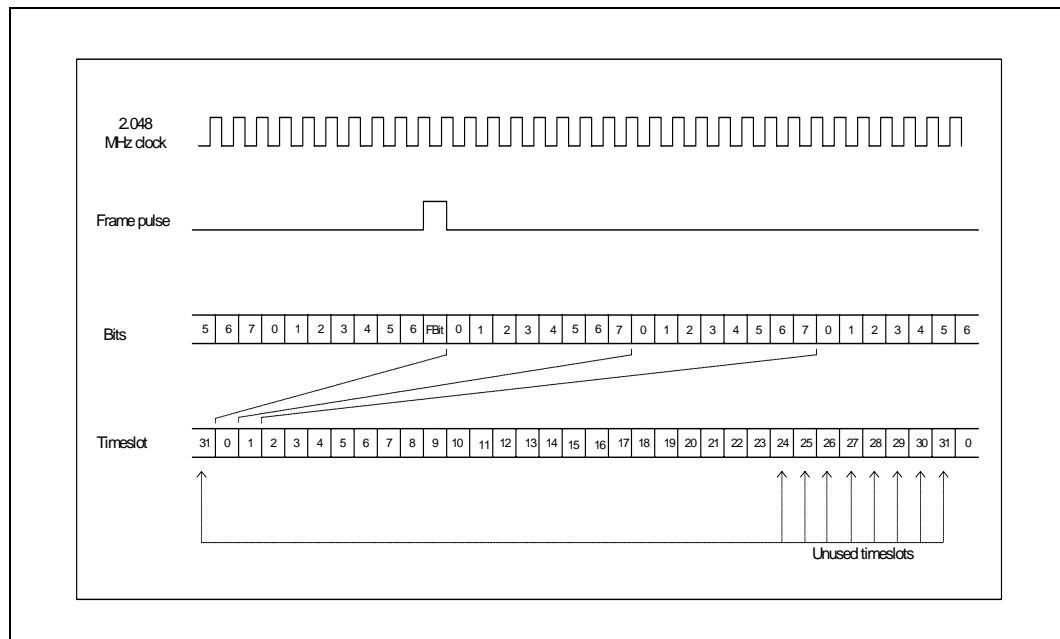 2.048
MHz clock
Frame pulse
Bits
5 6 7 0 1 2 3 4 5 6 FBit 0 1 2 3 4 5 6 7 0 1 2 3 4 5 6 7 0 1 2 3 4 5 6
Timeslot
31 0 1 2 3 4 5 6 7 8 9 10 11 12 13 14 15 16 17 18 19 20 21 22 23 24 25 26 27 28 29 30 31 0
Unused timeslots